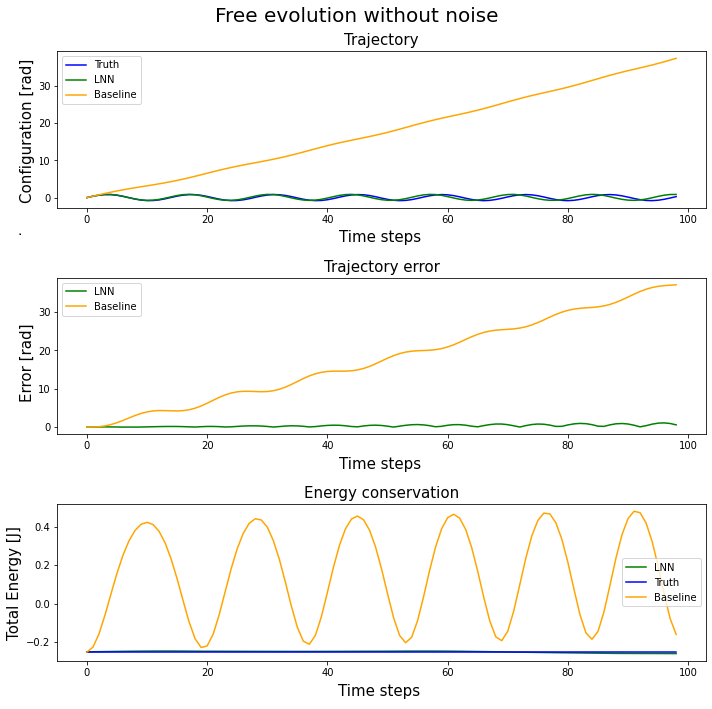 Free evolution without noise
Trajectory
Configuration [rad]
30
20
10
0
Truth
LNN
Baseline
0 20 40 60 80 100
Time steps
.
Trajectory error
Error [rad]
30
20
10
0
LNN
Baseline
0 20 40 60 80 100
Time steps
Energy conservation
Total Energy [J]
0.4
0.2
0.0
−0.2
LNN
Truth
Baseline
0 20 40 60 80 100
Time steps